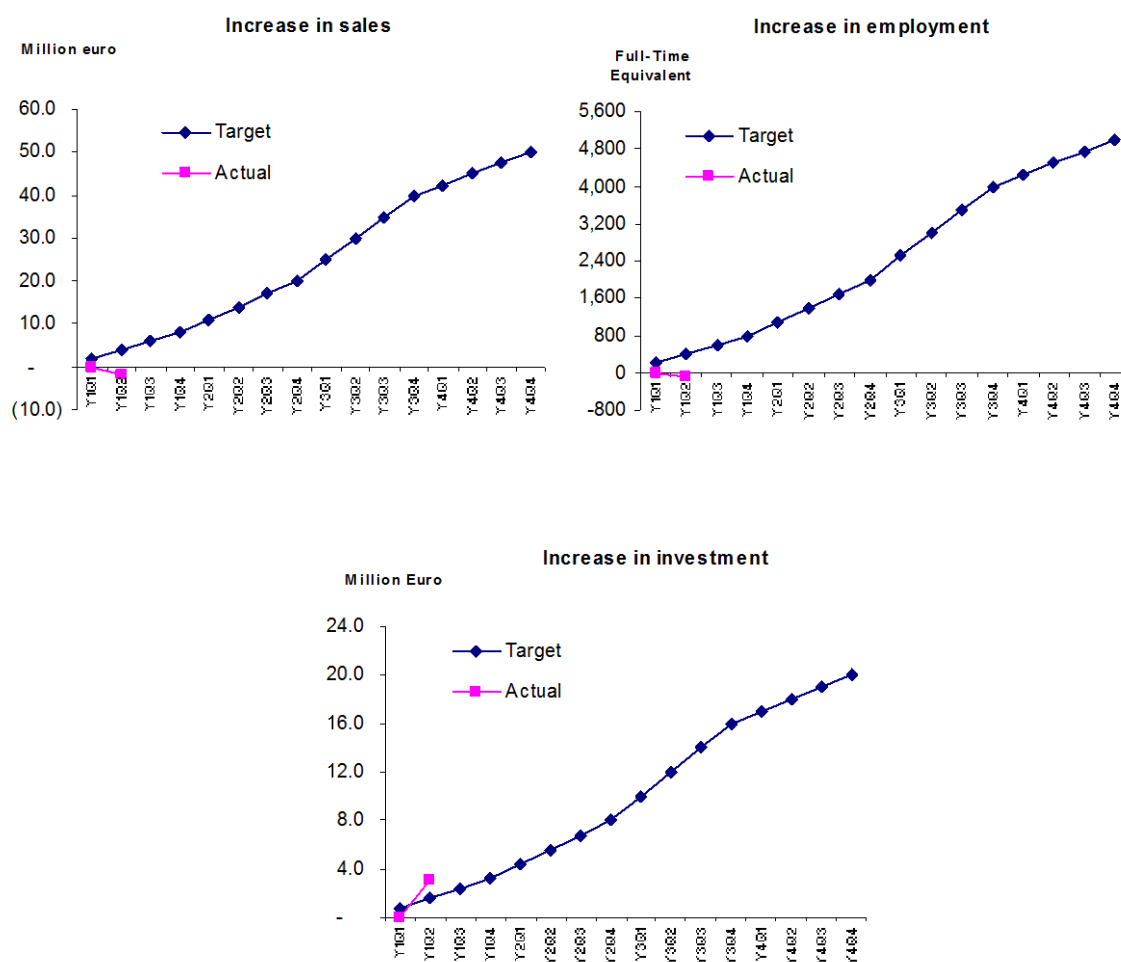 Increase in sales
Million euro
60.0
50.0
40.0
30.0
20.0
10.0
-
(10.0)
Target
Actual
Y1Q1
Y1Q2
Y1Q3
Y1Q4
Y2Q1
Y2Q2
Y2Q3
Y2Q4
Y3Q1
Y3Q2
Y3Q3
Y3Q4
Y4Q1
Y4Q2
Y4Q3
Y4Q4
Increase in employment
Full-Time
Equivalent
5,600
4,800
4,000
3,200
2,400
1,600
800
0
-800
Target
Actual
Y1Q1
Y1Q2
Y1Q3
Y1Q4
Y2Q1
Y2Q2
Y2Q3
Y2Q4
Y3Q1
Y3Q2
Y3Q3
Y3Q4
Y4Q1
Y4Q2
Y4Q3
Y4Q4
Increase in investment
Million Euro
24.0
20.0
16.0
12.0
8.0
4.0
-
Target
Actual
Y1Q1
Y1Q2
Y1Q3
Y1Q4
Y2Q1
Y2Q2
Y2Q3
Y2Q4
Y3Q1
Y3Q2
Y3Q3
Y3Q4
Y4Q1
Y4Q2
Y4Q3
Y4Q4